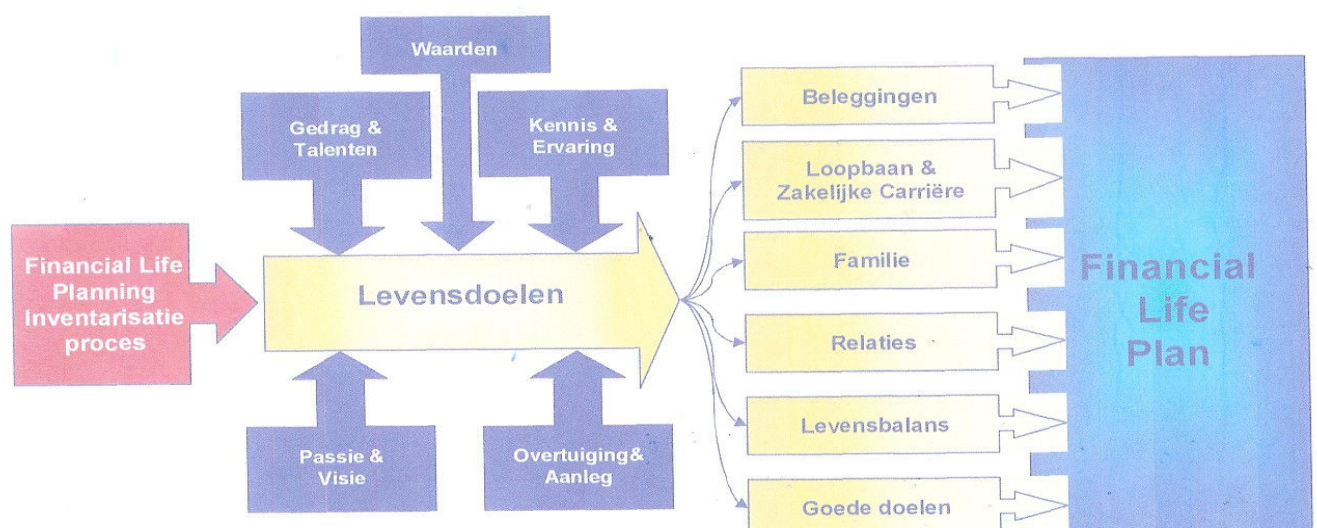 Waarden
Gedrag &
Talenten
Kennis &
Ervaring
Financial Life
Planning
Inventarisatie
proces
Levensdoelen
Passie &
Visie
Overtuiging&
Aanleg
Beleggingen
Loopbaan &
Zakelijke Carrière
Familie
Relaties
Levensbalans
Goede doelen
Financial
Life
Plan